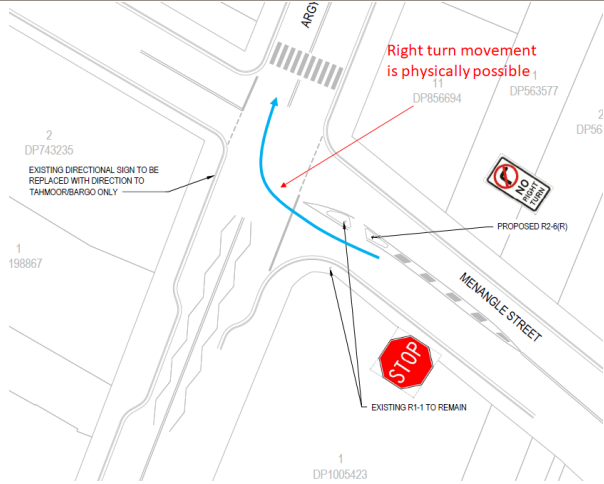 ARGY
Right turn movement
is physically possible
1
DP563577
11
DP856694
2
DP56
2
DP743235
EXISTING DIRECTIONAL SIGN TO BE
REPLACED WITH DIRECTION TO
TAHMOOR/BARGO ONLY
NO
RIGHT
TURN
PROPOSED R2-6(R)
1
198867
MENANGLE STREET
STOP
EXISTING R1-1 TO REMAIN
1
DP1005423